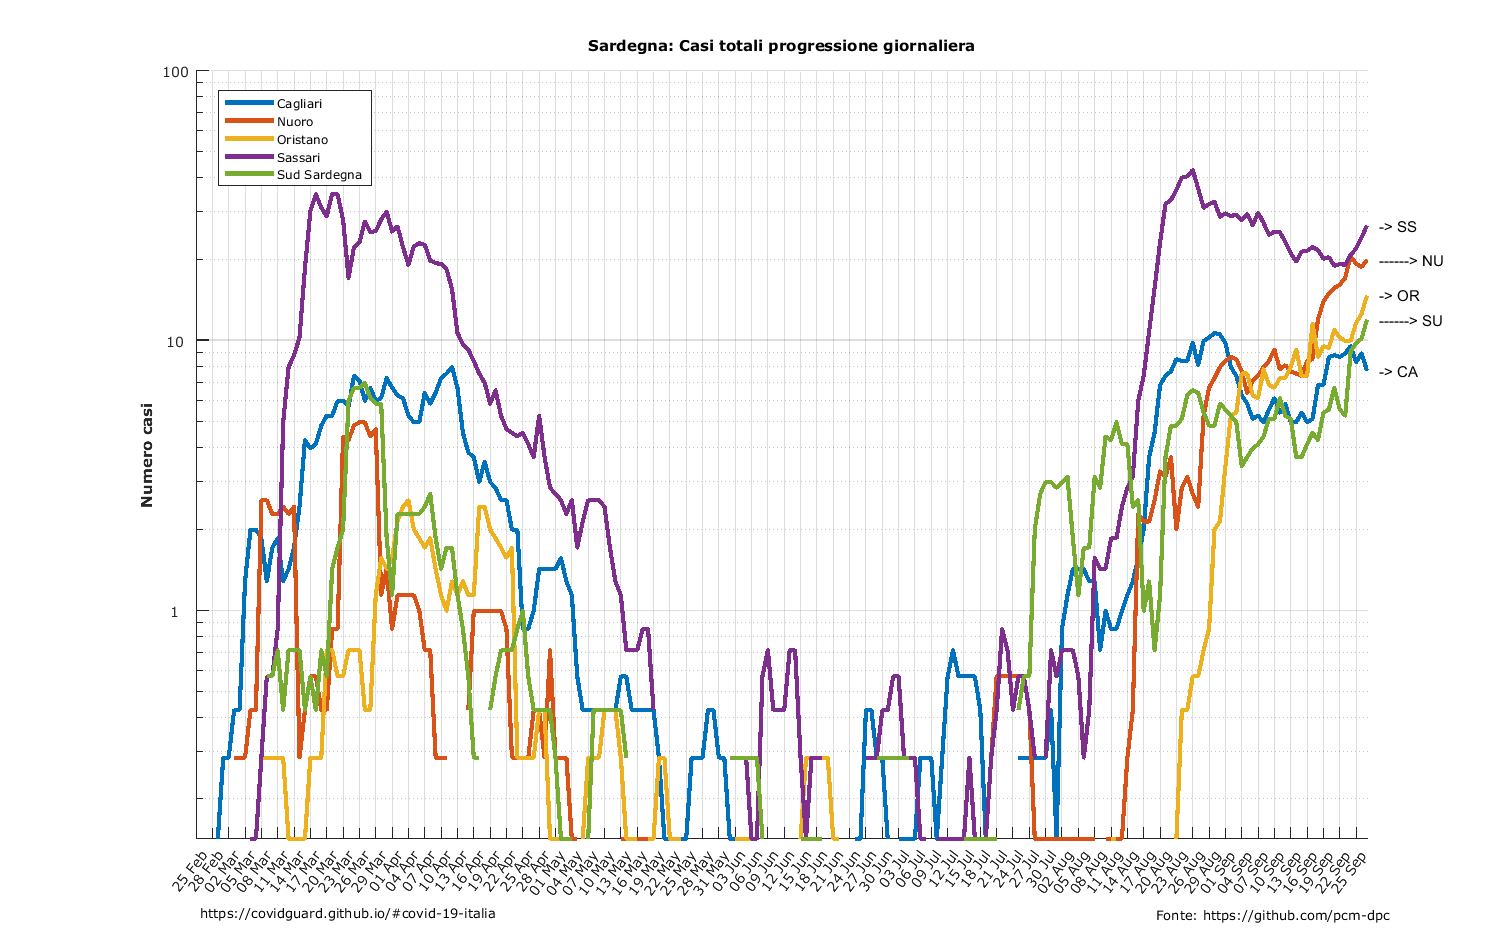 Sardegna: Casi totali progressione giornaliera
100
10
1
Numero casi
Cagliari
Nuoro
Oristano
Sassari
Sud Sardegna
-> SS
------> NU
-> OR
------> SU
-> CA
25 Feb
28 Feb
02 Mar
05 Mar
08 Mar
11 Mar
14 Mar
17 Mar
20 Mar
23 Mar
26 Mar
29 Mar
01 Apr
04 Apr
07 Apr
10 Apr
13 Apr
16 Apr
19 Apr
22 Apr
25 Apr
28 Apr
01 May
04 May
07 May
10 May
13 May
16 May
19 May
22 May
25 May
28 May
31 May
03 Jun
06 Jun
09 Jun
12 Jun
15 Jun
18 Jun
21 Jun
24 Jun
27 Jun
30 Jun
03 Jul
06 Jul
09 Jul
12 Jul
15 Jul
18 Jul
21 Jul
24 Jul
27 Jul
30 Jul
02 Aug
05 Aug
08 Aug
11 Aug
14 Aug
17 Aug
20 Aug
23 Aug
26 Aug
29 Aug
01 Sep
04 Sep
07 Sep
10 Sep
13 Sep
16 Sep
19 Sep
22 Sep
25 Sep
https://covidguard.github.io/#covid-19-italia
Fonte: https://github.com/pcm-dpc